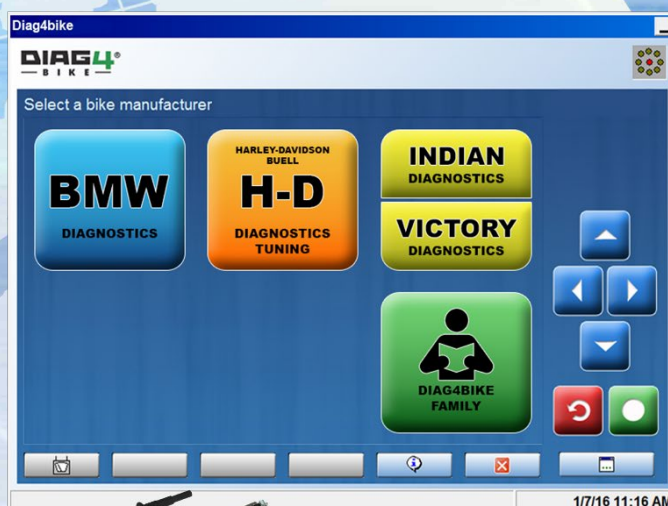 Diag4bike
DIAG4®
BIKE
Select a bike manufacturer
BMW
DIAGNOSTICS
HARLEY-DAVIDSON
BUELL
H-D
DIAGNOSTICS
TUNING
INDIAN
DIAGNOSTICS
VICTORY
DIAGNOSTICS
DIAG4BIKE
FAMILY
1/7/16 11:16 AM